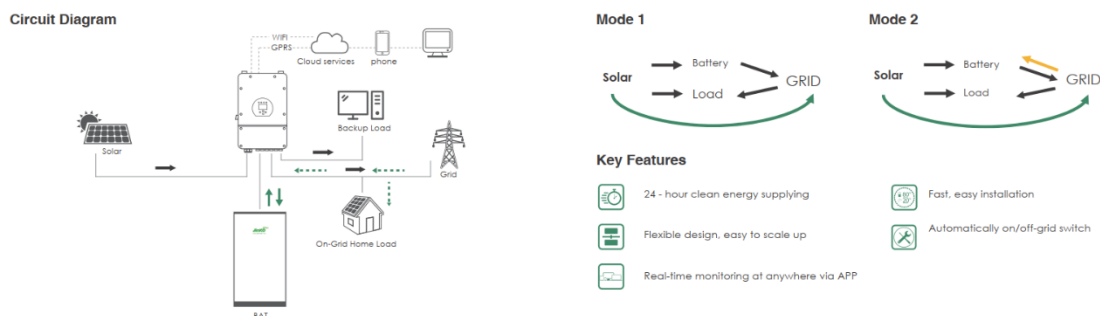 Circuit Diagram
WIFI
GPRS
Cloud services
phone
Backup Load
Solar
Grid
On-Grid Home Load
BAT
Mode 1
Solar
Battery
Load
GRID
Mode 2
Solar
Battery
Load
GRID
Key Features
24 - hour clean energy supplying
Flexible design, easy to scale up
Real-time monitoring at anywhere via APP
Fast, easy installation
Automatically on/off-grid switch